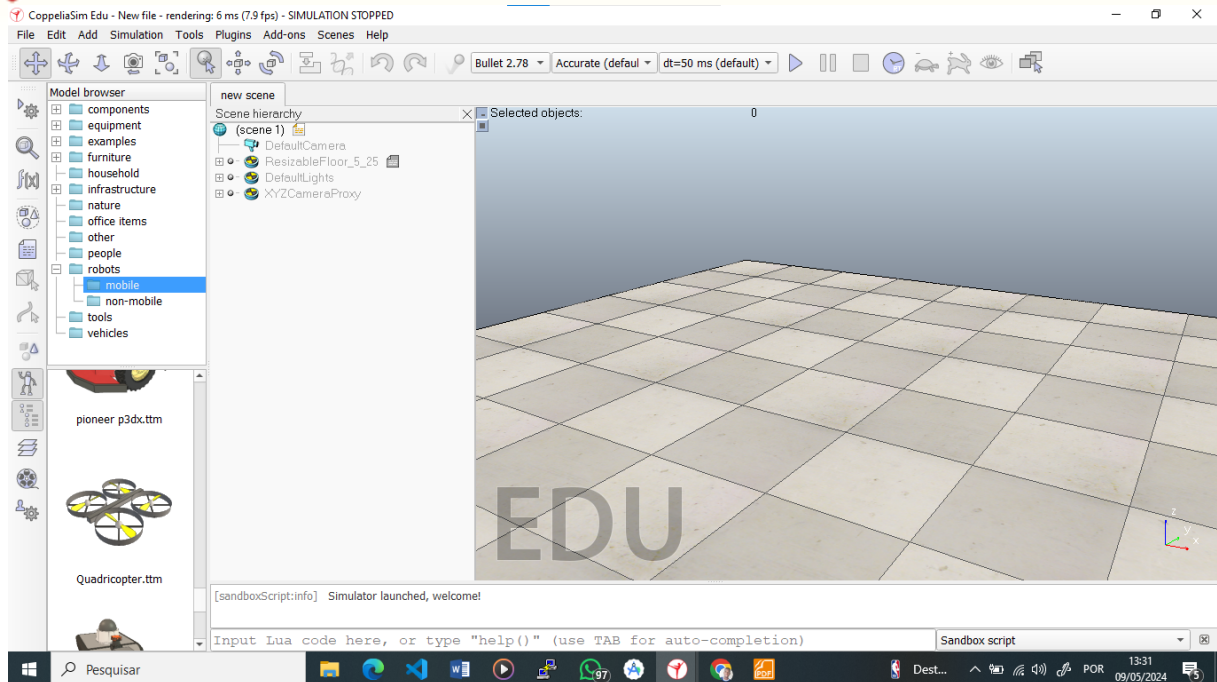 CoppeliaSim Edu - New file - rendering: 6 ms (7.9 fps) - SIMULATION STOPPED
File Edit Add Simulation Tools Plugins Add-ons Scenes Help
Bullet 2.78 Accurate (defaul dt=50 ms (default)
Model browser
components
equipment
examples
furniture
household
infrastructure
nature
office items
other
people
robots
mobile
non-mobile
tools
vehicles
pioneer p3dx.ttm
Quadricopter.ttm
new scene
Scene hierarchy
(scene 1)
DefaultCamera
ResizableFloor_5_25
DefaultLights
XYZCameraProxy
Selected objects: 0
EDU
z
y
x
[sandboxScript:info] Simulator launched, welcome!
Input Lua code here, or type "help()" (use TAB for auto-completion)
Sandbox script
Pesquisar
97
Dest...
POR
13:31
09/05/2024
5